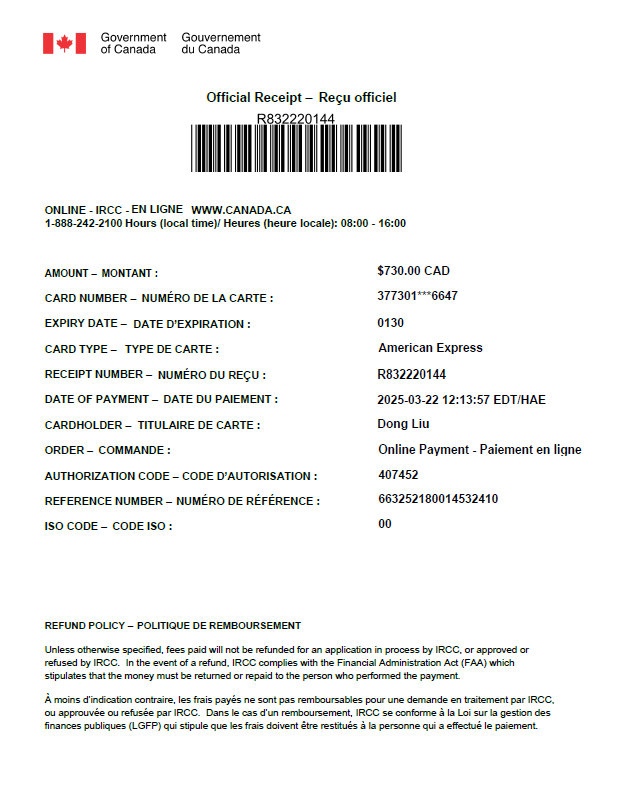 Government of Canada
Gouvernement du Canada
Official Receipt – Reçu officiel
R832220144
ONLINE - IRCC - EN LIGNE WWW.CANADA.CA
1-888-242-2100 Hours (local time)/ Heures (heure locale): 08:00 - 16:00
AMOUNT – MONTANT : $730.00 CAD
CARD NUMBER – NUMÉRO DE LA CARTE : 377301***6647
EXPIRY DATE – DATE D'EXPIRATION : 0130
CARD TYPE – TYPE DE CARTE : American Express
RECEIPT NUMBER – NUMÉRO DU REÇU : R832220144
DATE OF PAYMENT – DATE DU PAIEMENT : 2025-03-22 12:13:57 EDT/HAE
CARDHOLDER – TITULAIRE DE CARTE : Dong Liu
ORDER – COMMANDE : Online Payment - Paiement en ligne
AUTHORIZATION CODE – CODE D'AUTORISATION : 407452
REFERENCE NUMBER – NUMÉRO DE RÉFÉRENCE : 663252180014532410
ISO CODE – CODE ISO : 00
REFUND POLICY – POLITIQUE DE REMBOURSEMENT
Unless otherwise specified, fees paid will not be refunded for an application in process by IRCC, or approved or
refused by IRCC. In the event of a refund, IRCC complies with the Financial Administration Act (FAA) which
stipulates that the money must be returned or repaid to the person who performed the payment.
À moins d'indication contraire, les frais payés ne sont pas remboursables pour une demande en traitement par IRCC,
ou approuvée ou refusée par IRCC. Dans le cas d'un remboursement, IRCC se conforme à la Loi sur la gestion des
finances publiques (LGFP) qui stipule que les frais doivent être restitués à la personne qui a effectué le paiement.